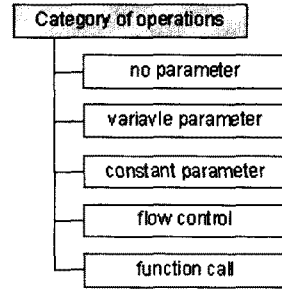 Category of operations
no parameter
variavle parameter
constant parameter
flow control
function call